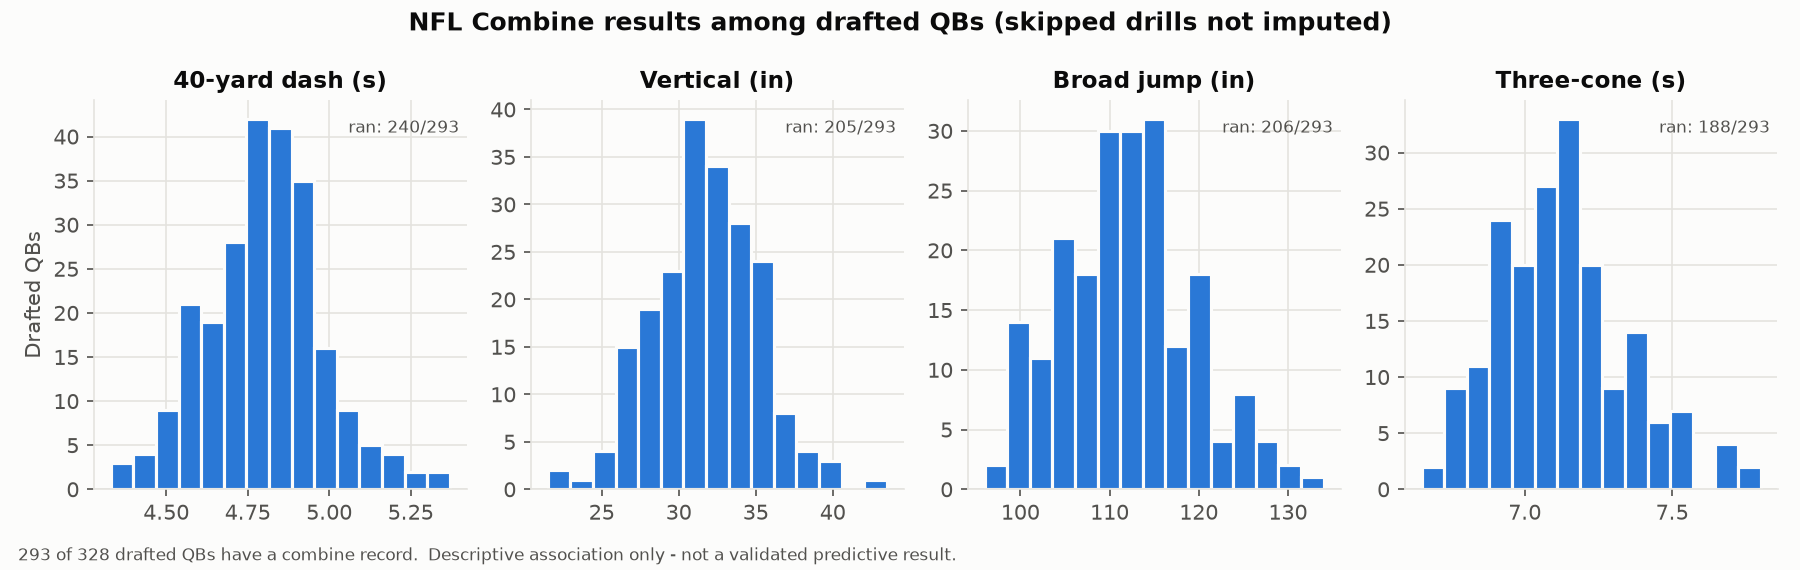 NFL Combine results among drafted QBs (skipped drills not imputed)
40-yard dash (s)
ran: 240/293
Drafted QBs
40
35
30
25
20
15
10
5
0
4.50 4.75 5.00 5.25
Vertical (in)
ran: 205/293
40
35
30
25
20
15
10
5
0
25 30 35 40
Broad jump (in)
ran: 206/293
30
25
20
15
10
5
0
100 110 120 130
Three-cone (s)
ran: 188/293
30
25
20
15
10
5
0
7.0 7.5
293 of 328 drafted QBs have a combine record.  Descriptive association only - not a validated predictive result.